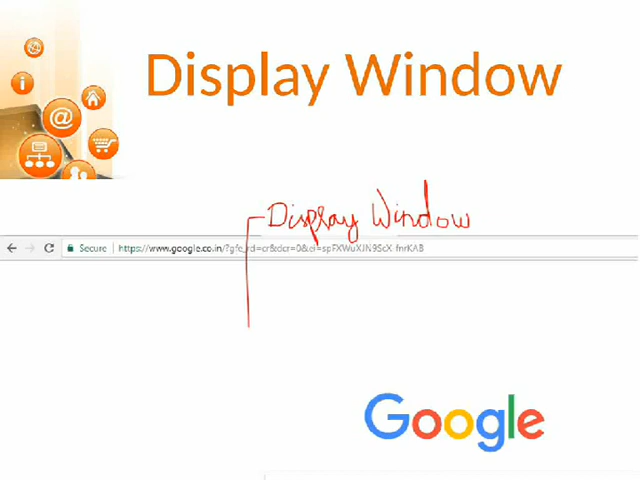 Display Window
Display Window
Secure https://www.google.co.in/?gfe_rd=cr&dcr=0&ei=spFXWuXJN9ScX-fnrKAB
Google